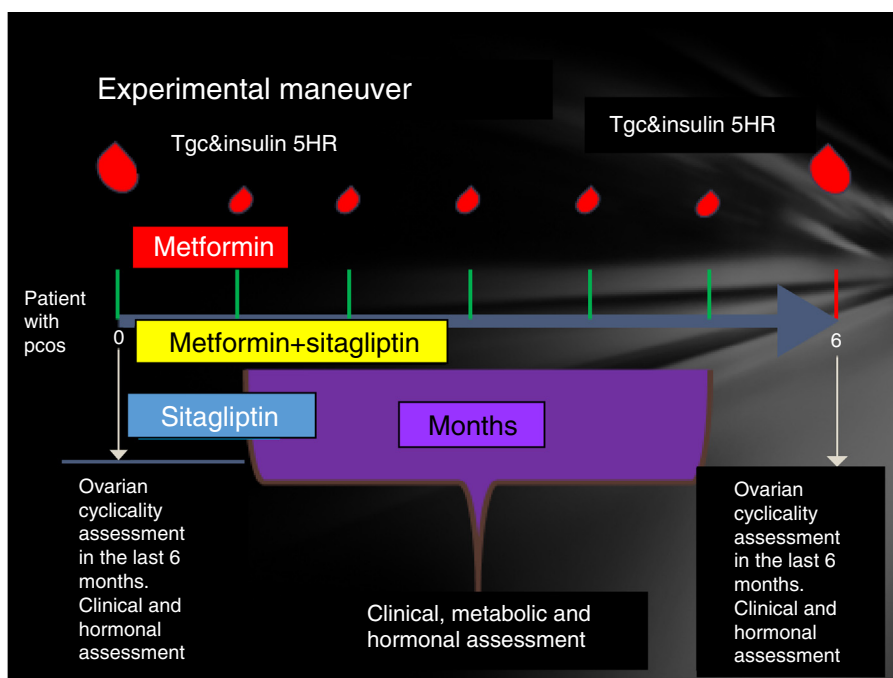 Experimental maneuver
Tgc&insulin 5HR
Tgc&insulin 5HR
Metformin
Patient
with
pcos
0
Metformin+sitagliptin
6
Sitagliptin
Months
Ovarian
cyclicality
assessment
in the last 6
months.
Clinical and
hormonal
assessment
Clinical, metabolic and
hormonal assessment
Ovarian
cyclicality
assessment
in the last 6
months.
Clinical and
hormonal
assessment